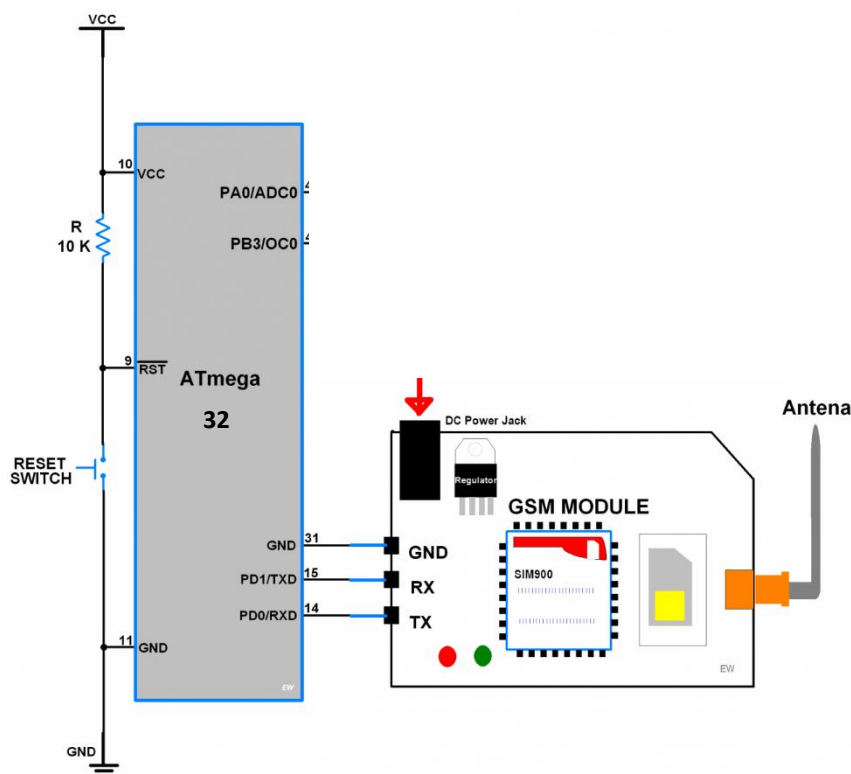 VCC
10
VCC
PA0/ADC0
R
10 K
PB3/OC0
9
RST
ATmega
32
DC Power Jack
Antena
RESET
SWITCH
Regulator
GSM MODULE
GND
31
GND
SIM900
PD1/TXD
15
RX
PD0/RXD
14
TX
11
GND
EW
EW
GND